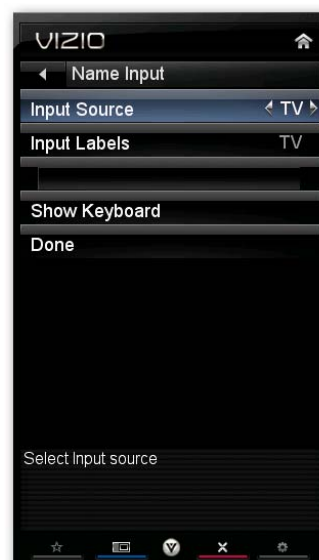 VIZIO
Name Input
Input Source TV
Input Labels TV
Show Keyboard
Done
Select Input source